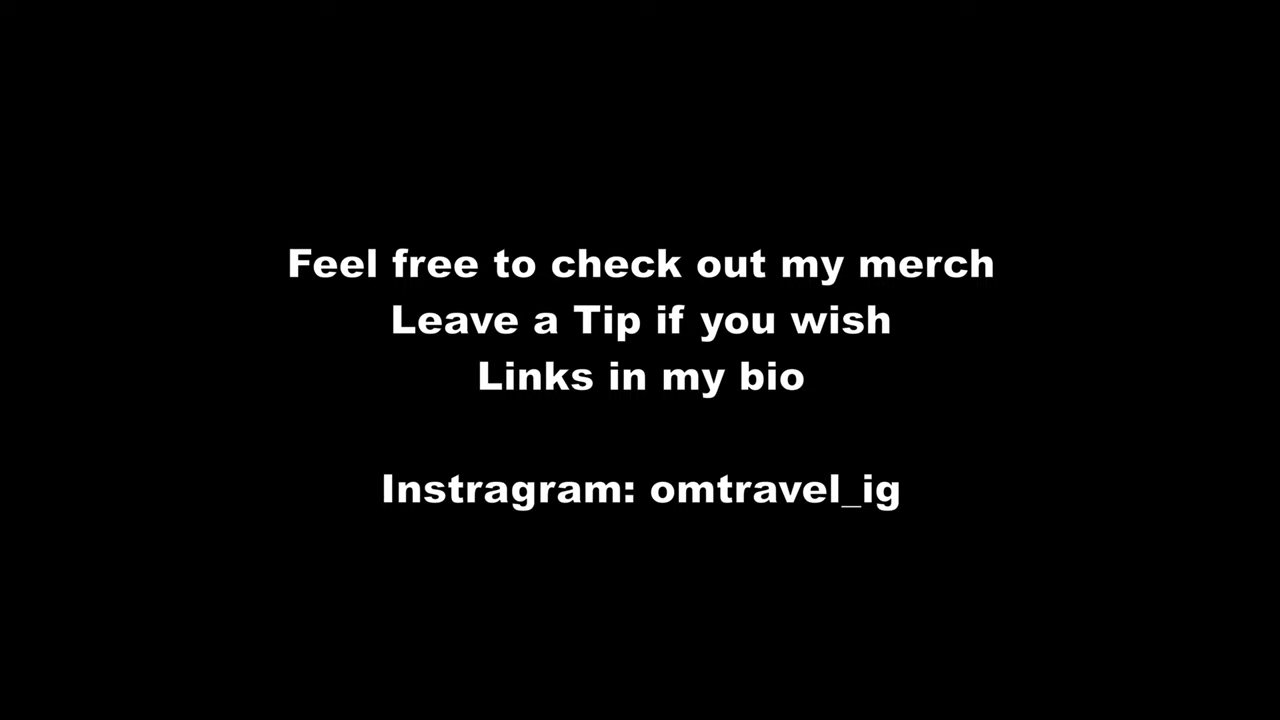 Feel free to check out my merch
Leave a Tip if you wish
Links in my bio
Instragram: omtravel_ig